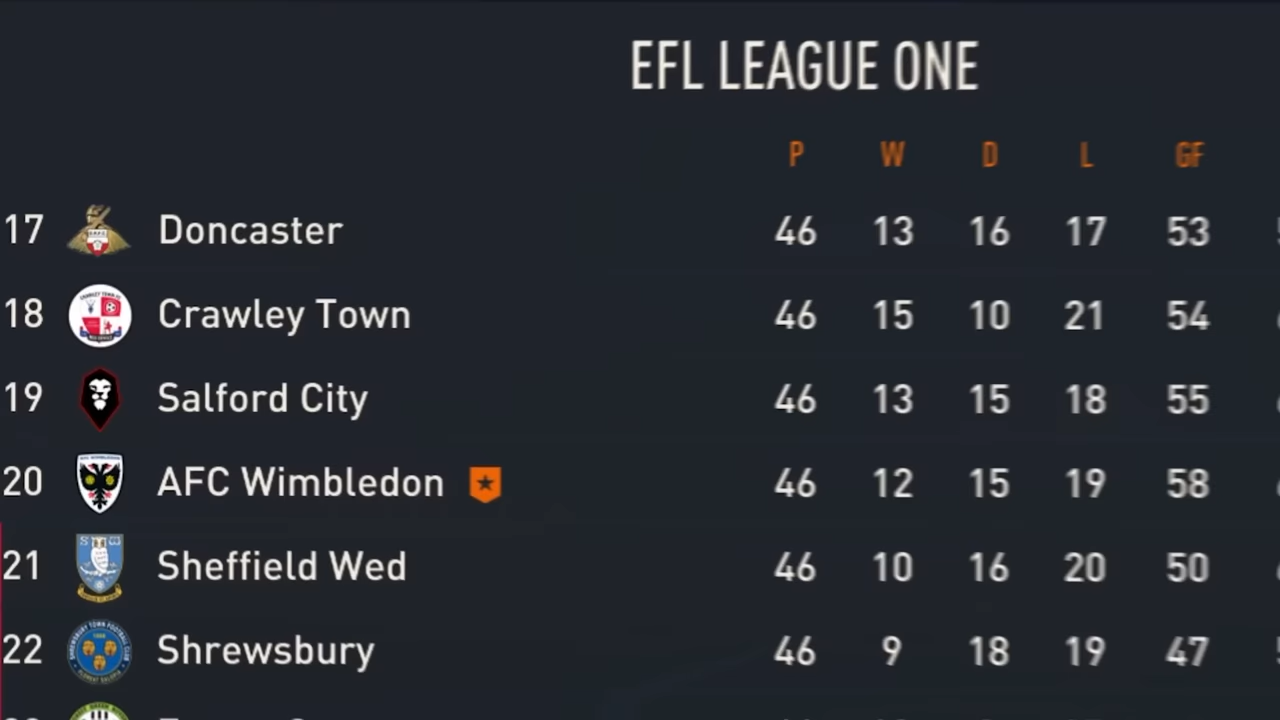 EFL LEAGUE ONE
P W D L GF
17 Doncaster 46 13 16 17 53
18 Crawley Town 46 15 10 21 54
19 Salford City 46 13 15 18 55
20 AFC Wimbledon 46 12 15 19 58
21 Sheffield Wed 46 10 16 20 50
22 Shrewsbury 46 9 18 19 47